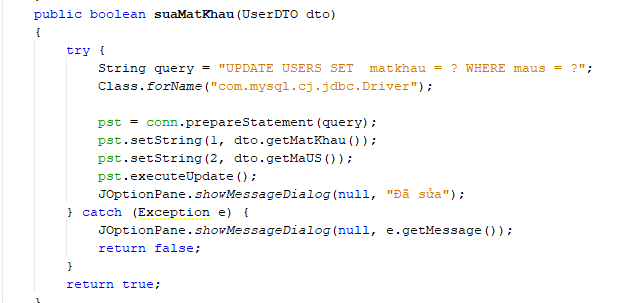 public boolean suaMatKhau(UserDTO dto)
{
try {
String query = "UPDATE USERS SET  matkhau = ? WHERE maus = ?";
Class.forName("com.mysql.cj.jdbc.Driver");
pst = conn.prepareStatement(query);
pst.setString(1, dto.getMatKhau());
pst.setString(2, dto.getMaUS());
pst.executeUpdate();
JOptionPane.showMessageDialog(null, "Đã sửa");
} catch (Exception e) {
JOptionPane.showMessageDialog(null, e.getMessage());
return false;
}
return true;
}